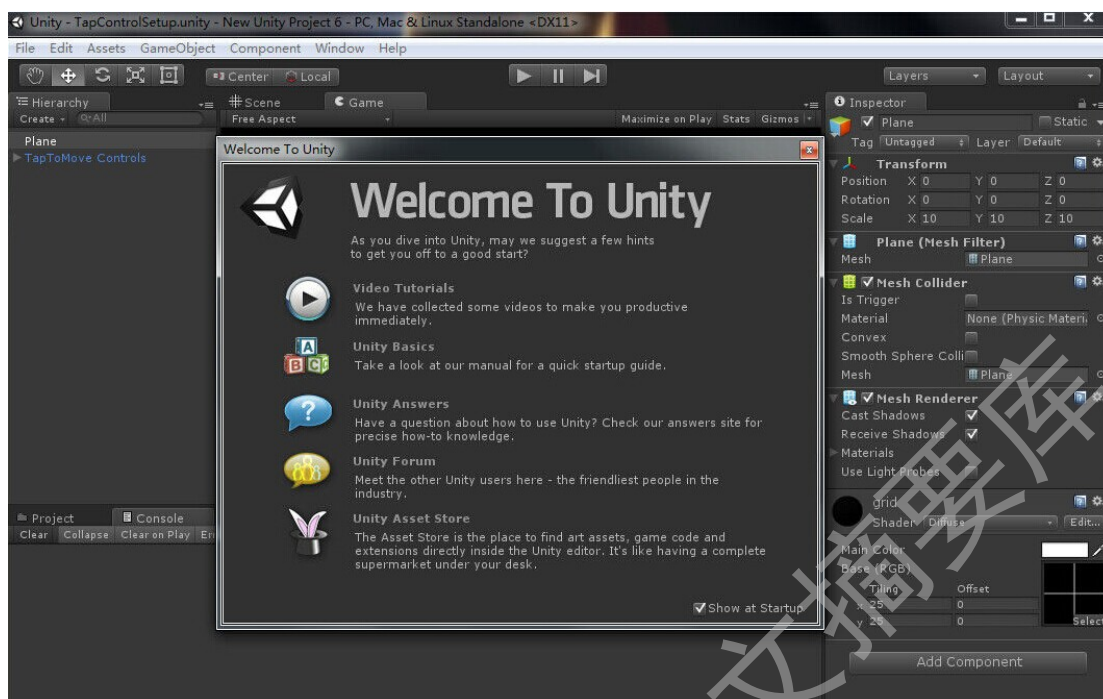 Unity - TapControlSetup.unity - New Unity Project 6 - PC, Mac & Linux Standalone <DX11>
File Edit Assets GameObject Component Window Help
Center Local
Layers Layout
Hierarchy
Create All
Plane
TapToMove Controls
Scene Game
Free Aspect Maximize on Play Stats Gizmos
Welcome To Unity
Welcome To Unity
As you dive into Unity, may we suggest a few hints
to get you off to a good start?
Video Tutorials
We have collected some videos to make you productive
immediately.
Unity Basics
Take a look at our manual for a quick startup guide.
Unity Answers
Have a question about how to use Unity? Check our answers site for
precise how-to knowledge.
Unity Forum
Meet the other Unity users here - the friendliest people in the
industry.
Unity Asset Store
The Asset Store is the place to find art assets, game code and
extensions directly inside the Unity editor. It's like having a complete
supermarket under your desk.
Show at Startup
Project Console
Clear Collapse Clear on Play
Inspector
Plane Static
Tag Untagged Layer Default
Transform
Position X 0 Y 0 Z 0
Rotation X 0 Y 0 Z 0
Scale X 10 Y 10 Z 10
Plane (Mesh Filter)
Mesh Plane
Mesh Collider
Is Trigger
Material None (Physic Materi
Convex
Smooth Sphere Colli
Mesh Plane
Mesh Renderer
Cast Shadows
Receive Shadows
Materials
Use Light Probes
grid
Shader Diffuse Edit...
Main Color
Base (RGB)
Tiling Offset
x 25 0
y 25 0
Select
Add Component
文摘要库